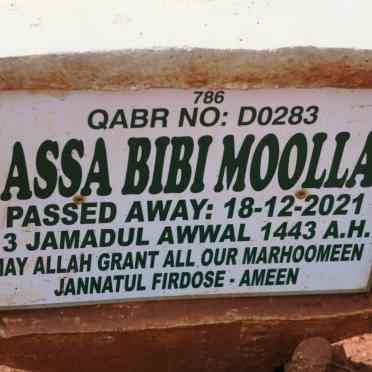 786
QABR NO: D0283
ASSA BIBI MOOLLA
PASSED AWAY: 18-12-2021
3 JAMADUL AWWAL 1443 A.H.
MAY ALLAH GRANT ALL OUR MARHOOMEEN
JANNATUL FIRDOSE - AMEEN